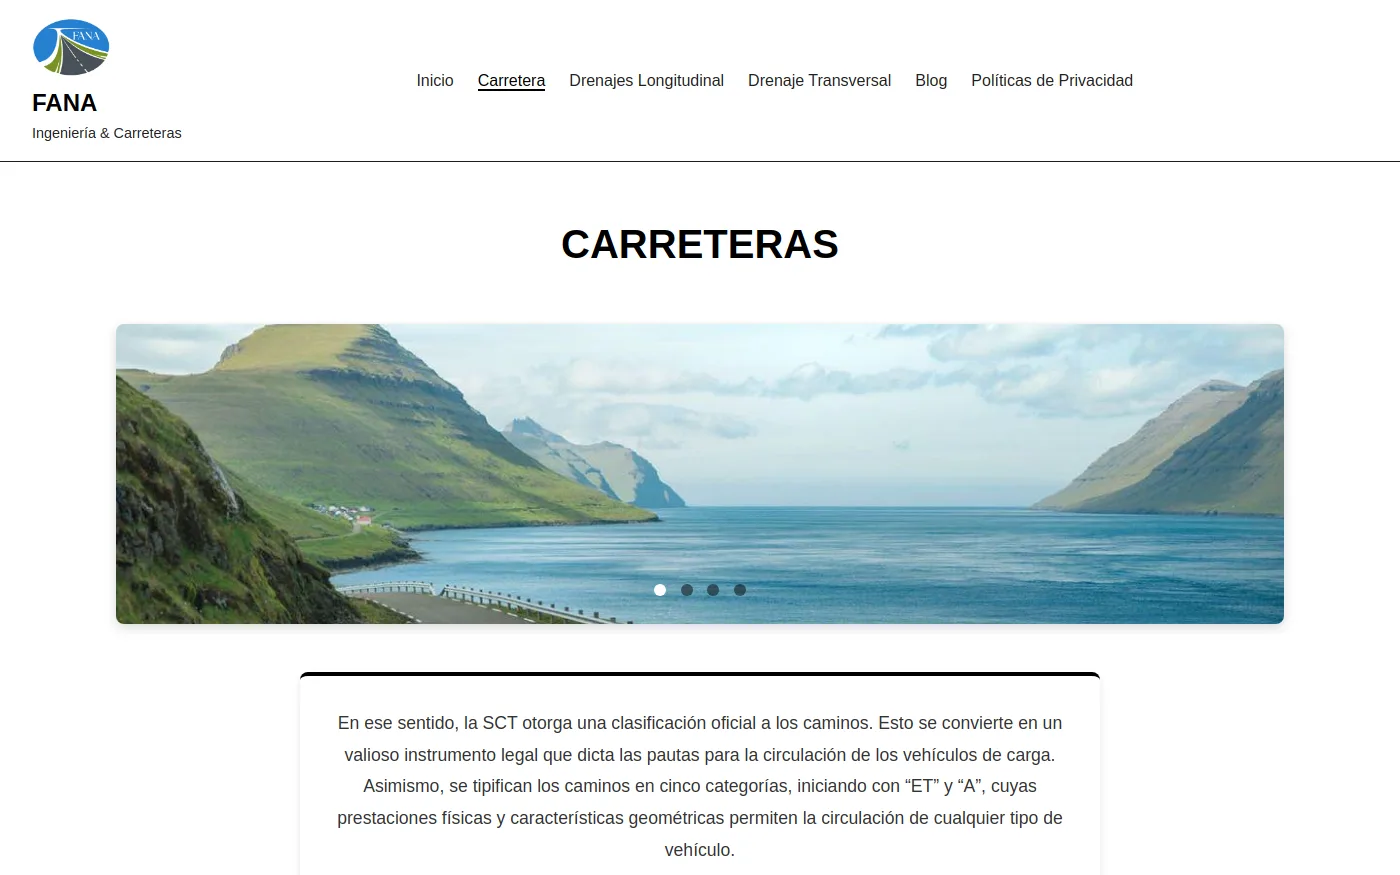 FANA
FANA
Ingeniería & Carreteras
Inicio Carretera Drenajes Longitudinal Drenaje Transversal Blog Políticas de Privacidad
CARRETERAS
En ese sentido, la SCT otorga una clasificación oficial a los caminos. Esto se convierte en un
valioso instrumento legal que dicta las pautas para la circulación de los vehículos de carga.
Asimismo, se tipifican los caminos en cinco categorías, iniciando con “ET” y “A”, cuyas
prestaciones físicas y características geométricas permiten la circulación de cualquier tipo de
vehículo.